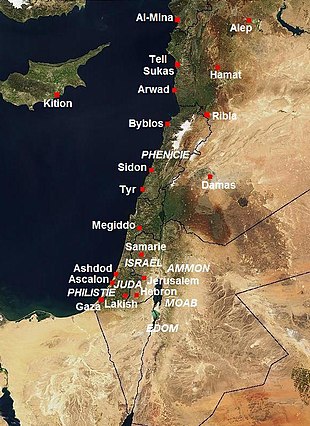 Al-Mina
Alep
Tell
Sukas
Hamat
Arwad
Kition
Ribla
Byblos
PHENICIE
Sidon
Damas
Tyr
Megiddo
Samarie
ISRAEL
Ashdod
AMMON
Ascalon
Jerusalem
JUDA
PHILISTIE
Hebron
Gaza
Lakish
MOAB
EDOM